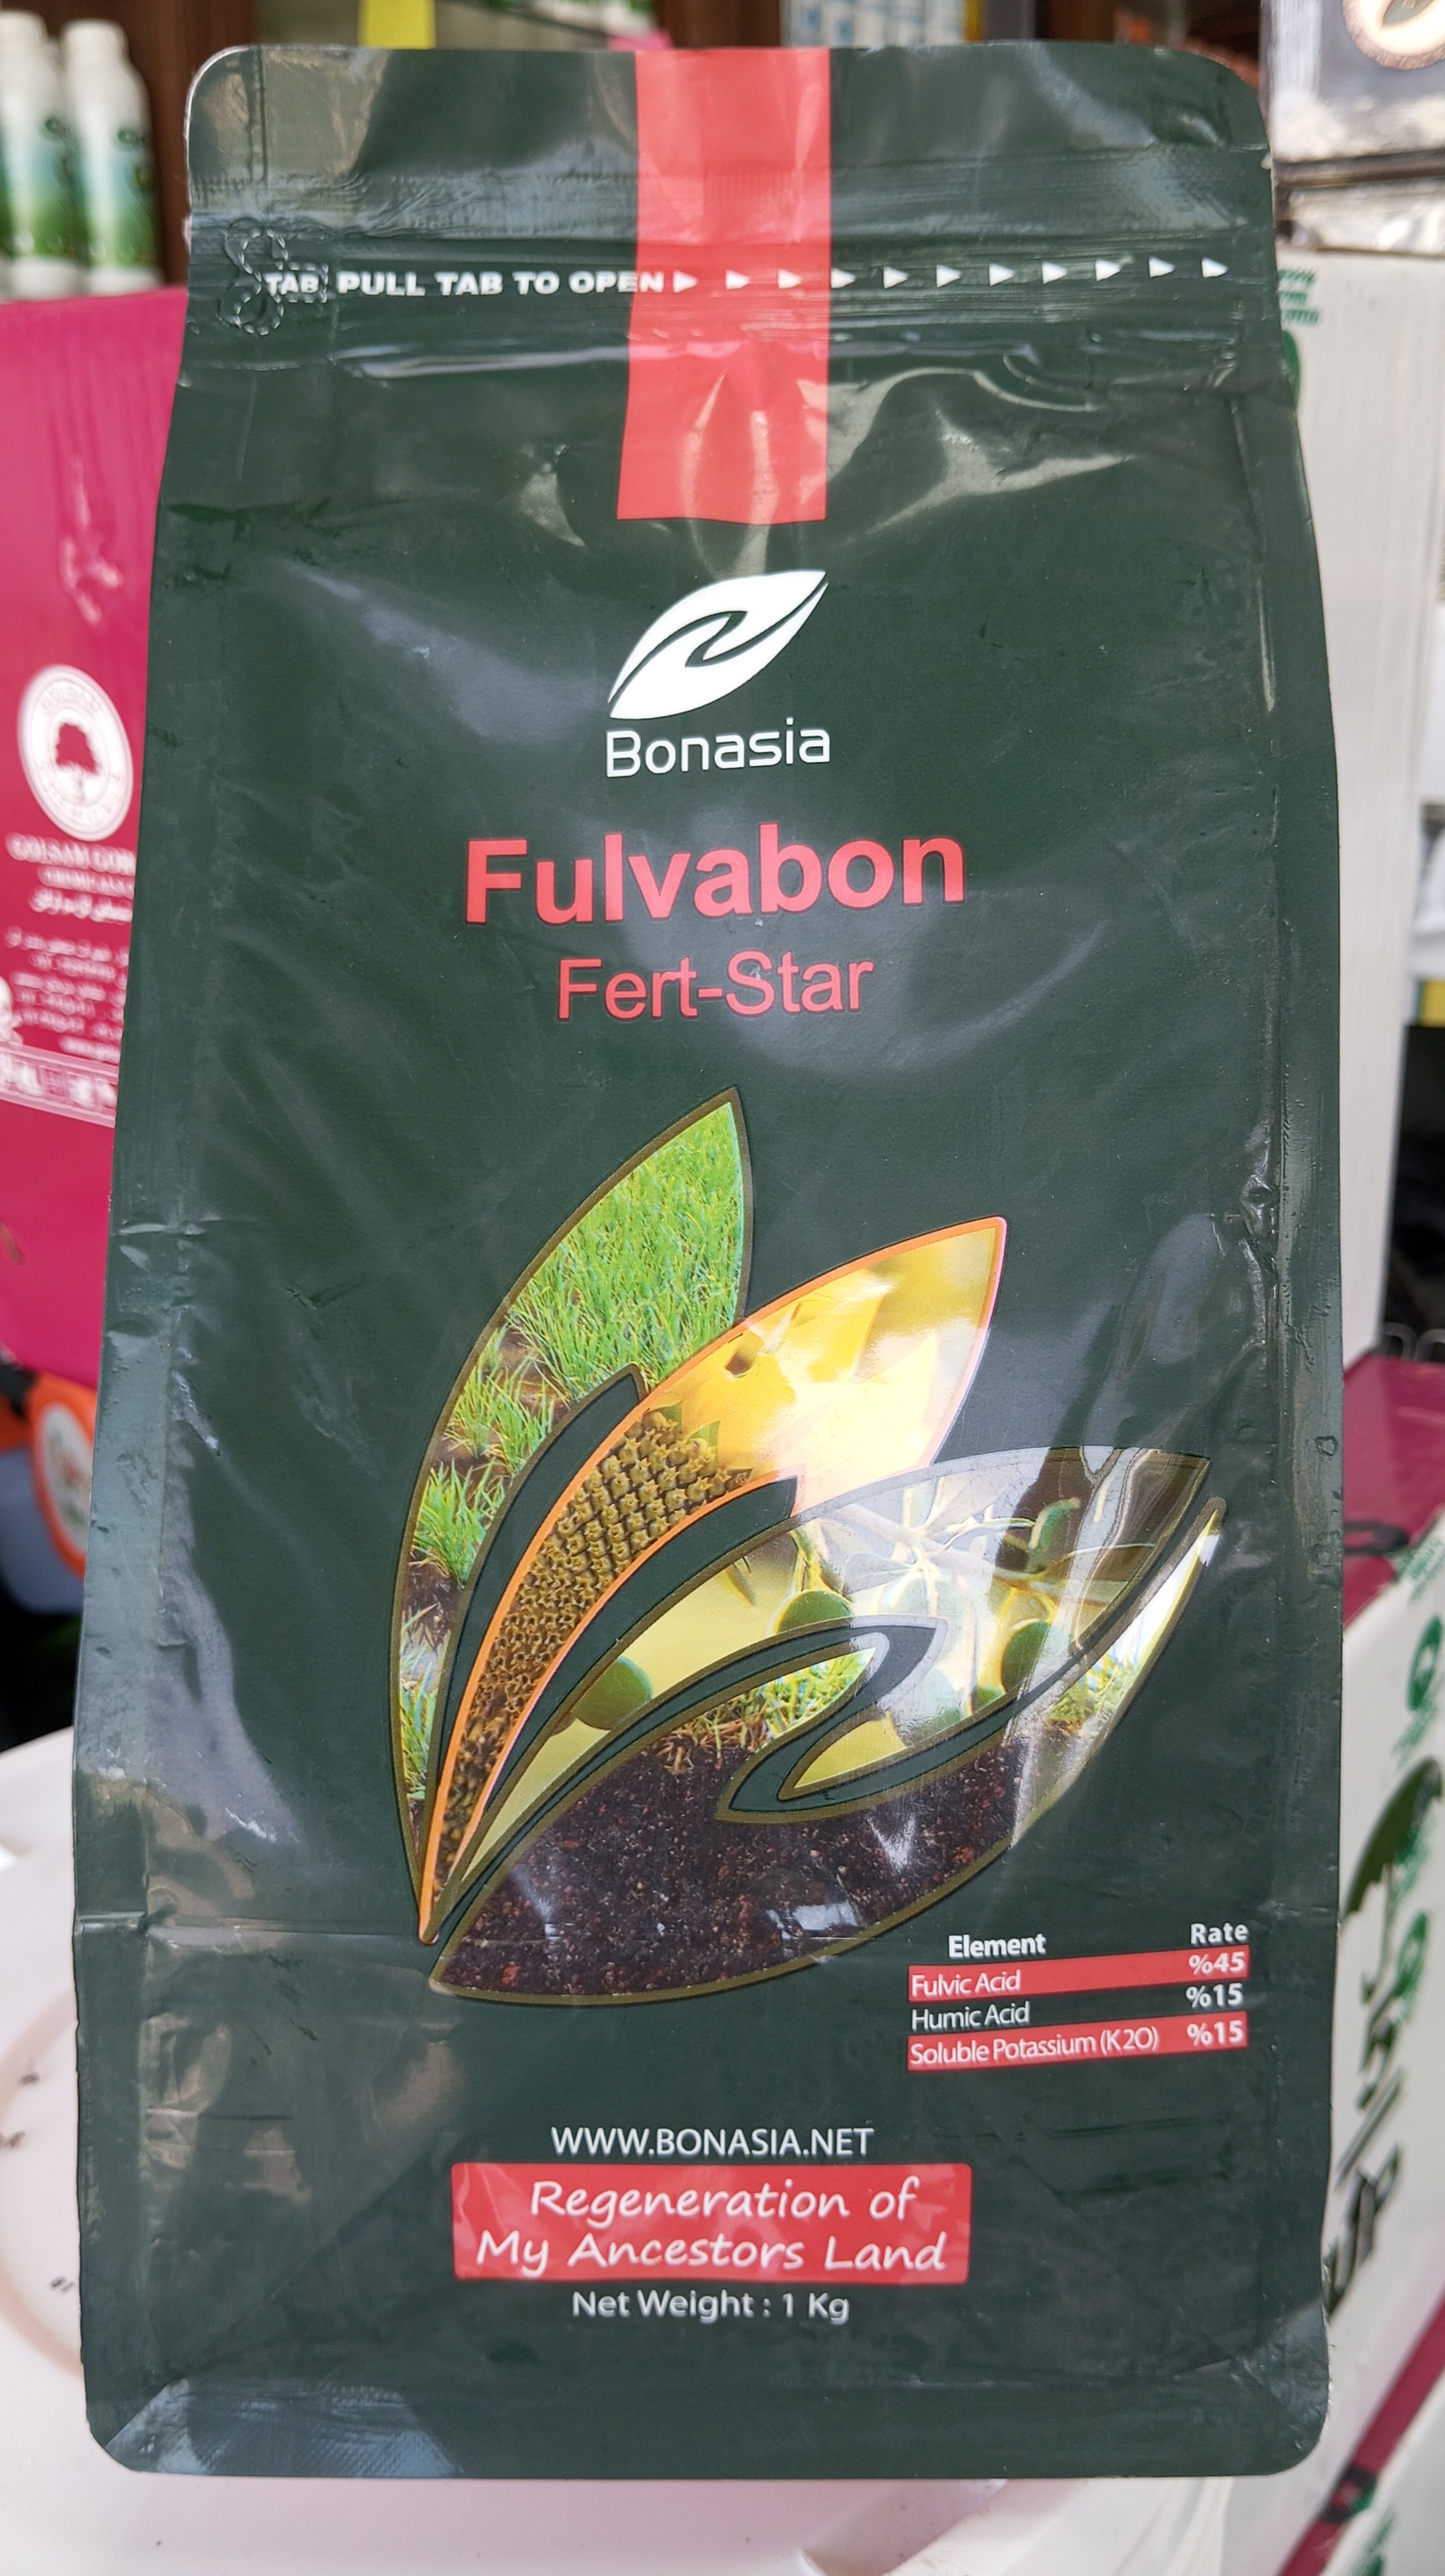 TAB PULL TAB TO OPEN
Bonasia
Fulvabon
Fert-Star
Element Rate
Fulvic Acid %45
Humic Acid %15
Soluble Potassium (K2O) %15
WWW.BONASIA.NET
Regeneration of
My Ancestors Land
Net Weight : 1 Kg